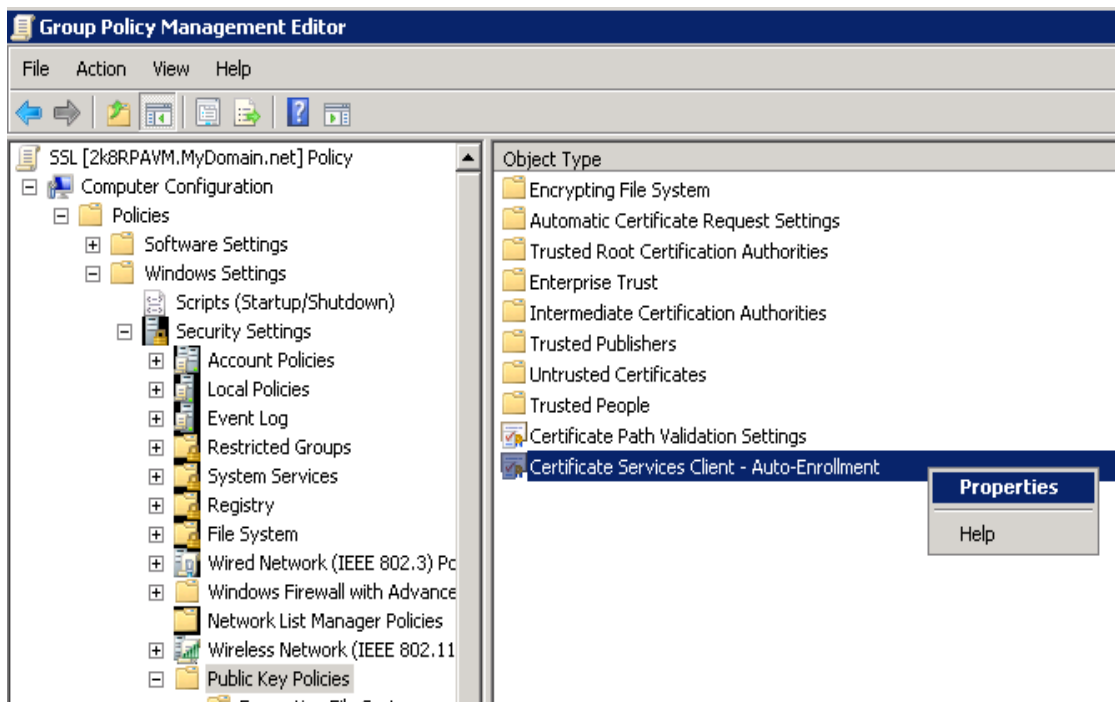 Group Policy Management Editor
File Action View Help
SSL [2k8RPAVM.MyDomain.net] Policy
Computer Configuration
Policies
Software Settings
Windows Settings
Scripts (Startup/Shutdown)
Security Settings
Account Policies
Local Policies
Event Log
Restricted Groups
System Services
Registry
File System
Wired Network (IEEE 802.3) Po
Windows Firewall with Advance
Network List Manager Policies
Wireless Network (IEEE 802.11
Public Key Policies
Object Type
Encrypting File System
Automatic Certificate Request Settings
Trusted Root Certification Authorities
Enterprise Trust
Intermediate Certification Authorities
Trusted Publishers
Untrusted Certificates
Trusted People
Certificate Path Validation Settings
Certificate Services Client - Auto-Enrollment
Properties
Help